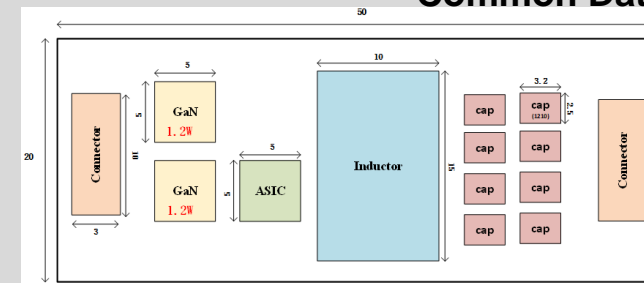 Common Dat
50
5
10
3.2
GaN
1.2W
5
cap
cap
(1210)
2.5
Connector
10
5
cap
cap
Connector
20
Inductor
15
GaN
1.2W
5
ASIC
cap
cap
3
cap
cap